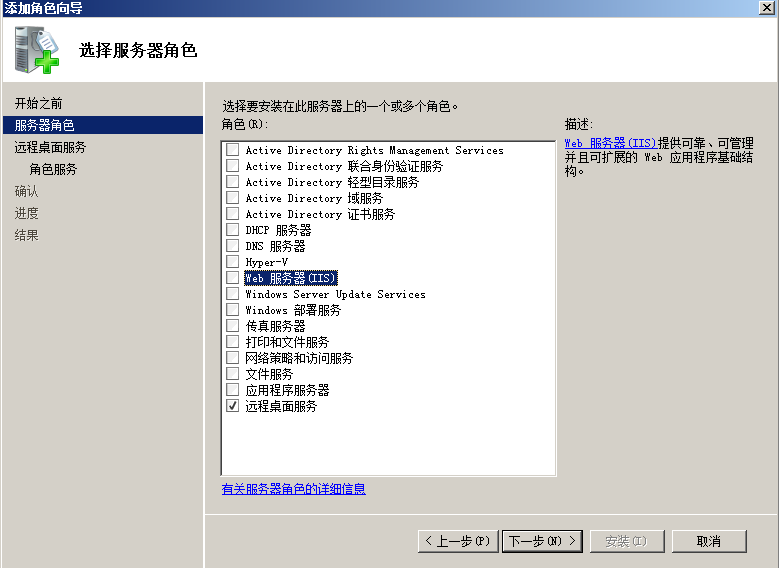 添加角色向导
选择服务器角色
开始之前
服务器角色
远程桌面服务
角色服务
确认
进度
结果
选择要安装在此服务器上的一个或多个角色。
角色(R):
Active Directory Rights Management Services
Active Directory 联合身份验证服务
Active Directory 轻型目录服务
Active Directory 域服务
Active Directory 证书服务
DHCP 服务器
DNS 服务器
Hyper-V
Web 服务器(IIS)
Windows Server Update Services
Windows 部署服务
传真服务器
打印和文件服务
网络策略和访问服务
文件服务
应用程序服务器
远程桌面服务
有关服务器角色的详细信息
描述:
Web 服务器(IIS)提供可靠、可管理
并且可扩展的 Web 应用程序基础结
构。
< 上一步(P)
下一步(N) >
安装(I)
取消